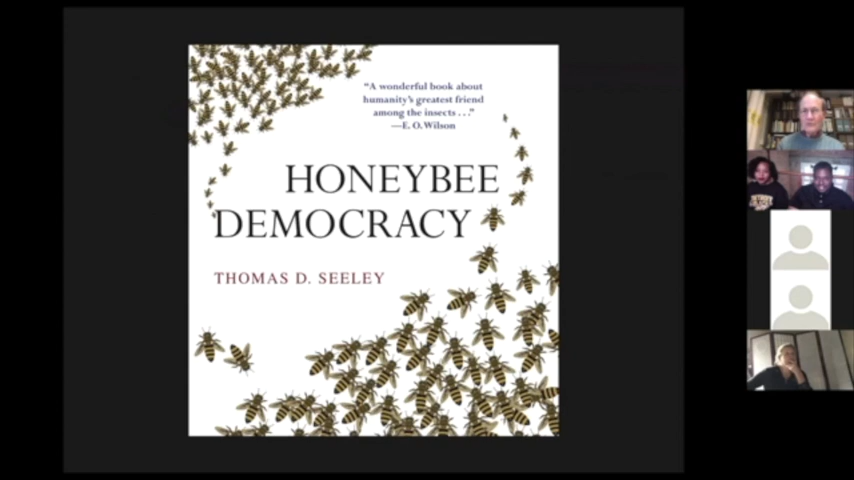 “A wonderful book about
humanity’s greatest friend
among the insects . . .”
—E. O. Wilson
HONEYBEE
DEMOCRACY
THOMAS D. SEELEY